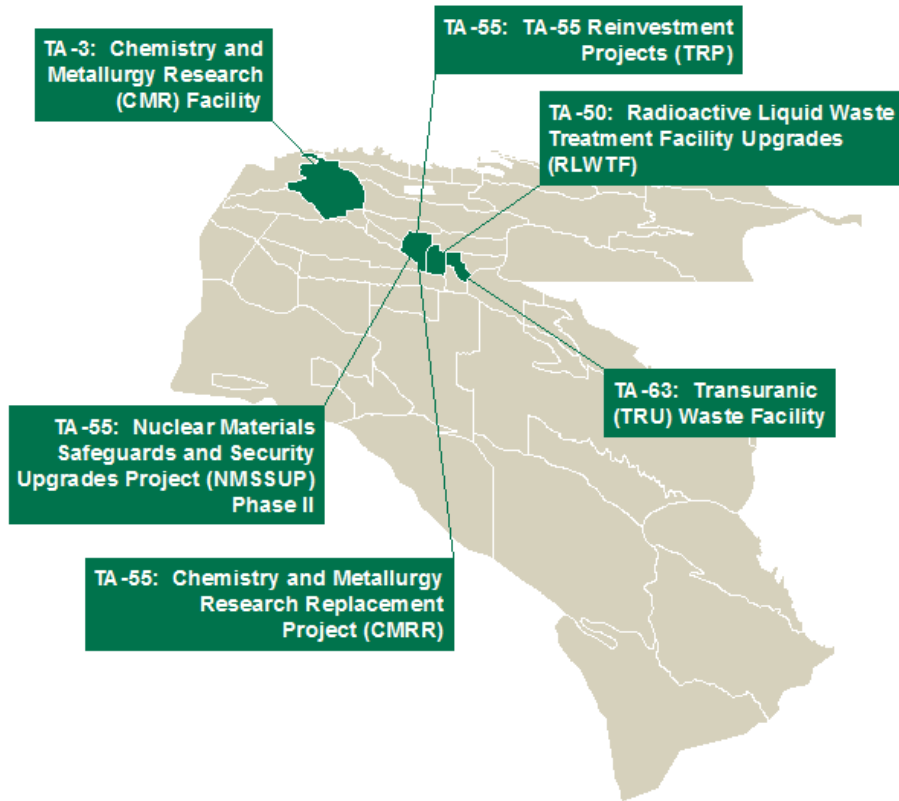 TA-55: TA-55 Reinvestment
Projects (TRP)
TA-3: Chemistry and
Metallurgy Research
(CMR) Facility
TA-50: Radioactive Liquid Waste
Treatment Facility Upgrades
(RLWTF)
TA-63: Transuranic
(TRU) Waste Facility
TA-55: Nuclear Materials
Safeguards and Security
Upgrades Project (NMSSUP)
Phase II
TA-55: Chemistry and Metallurgy
Research Replacement
Project (CMRR)